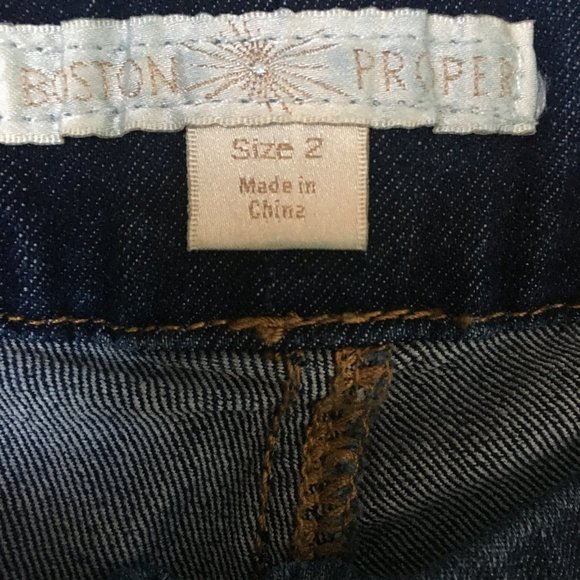 BOSTON PROPER
Size 2
Made in
China